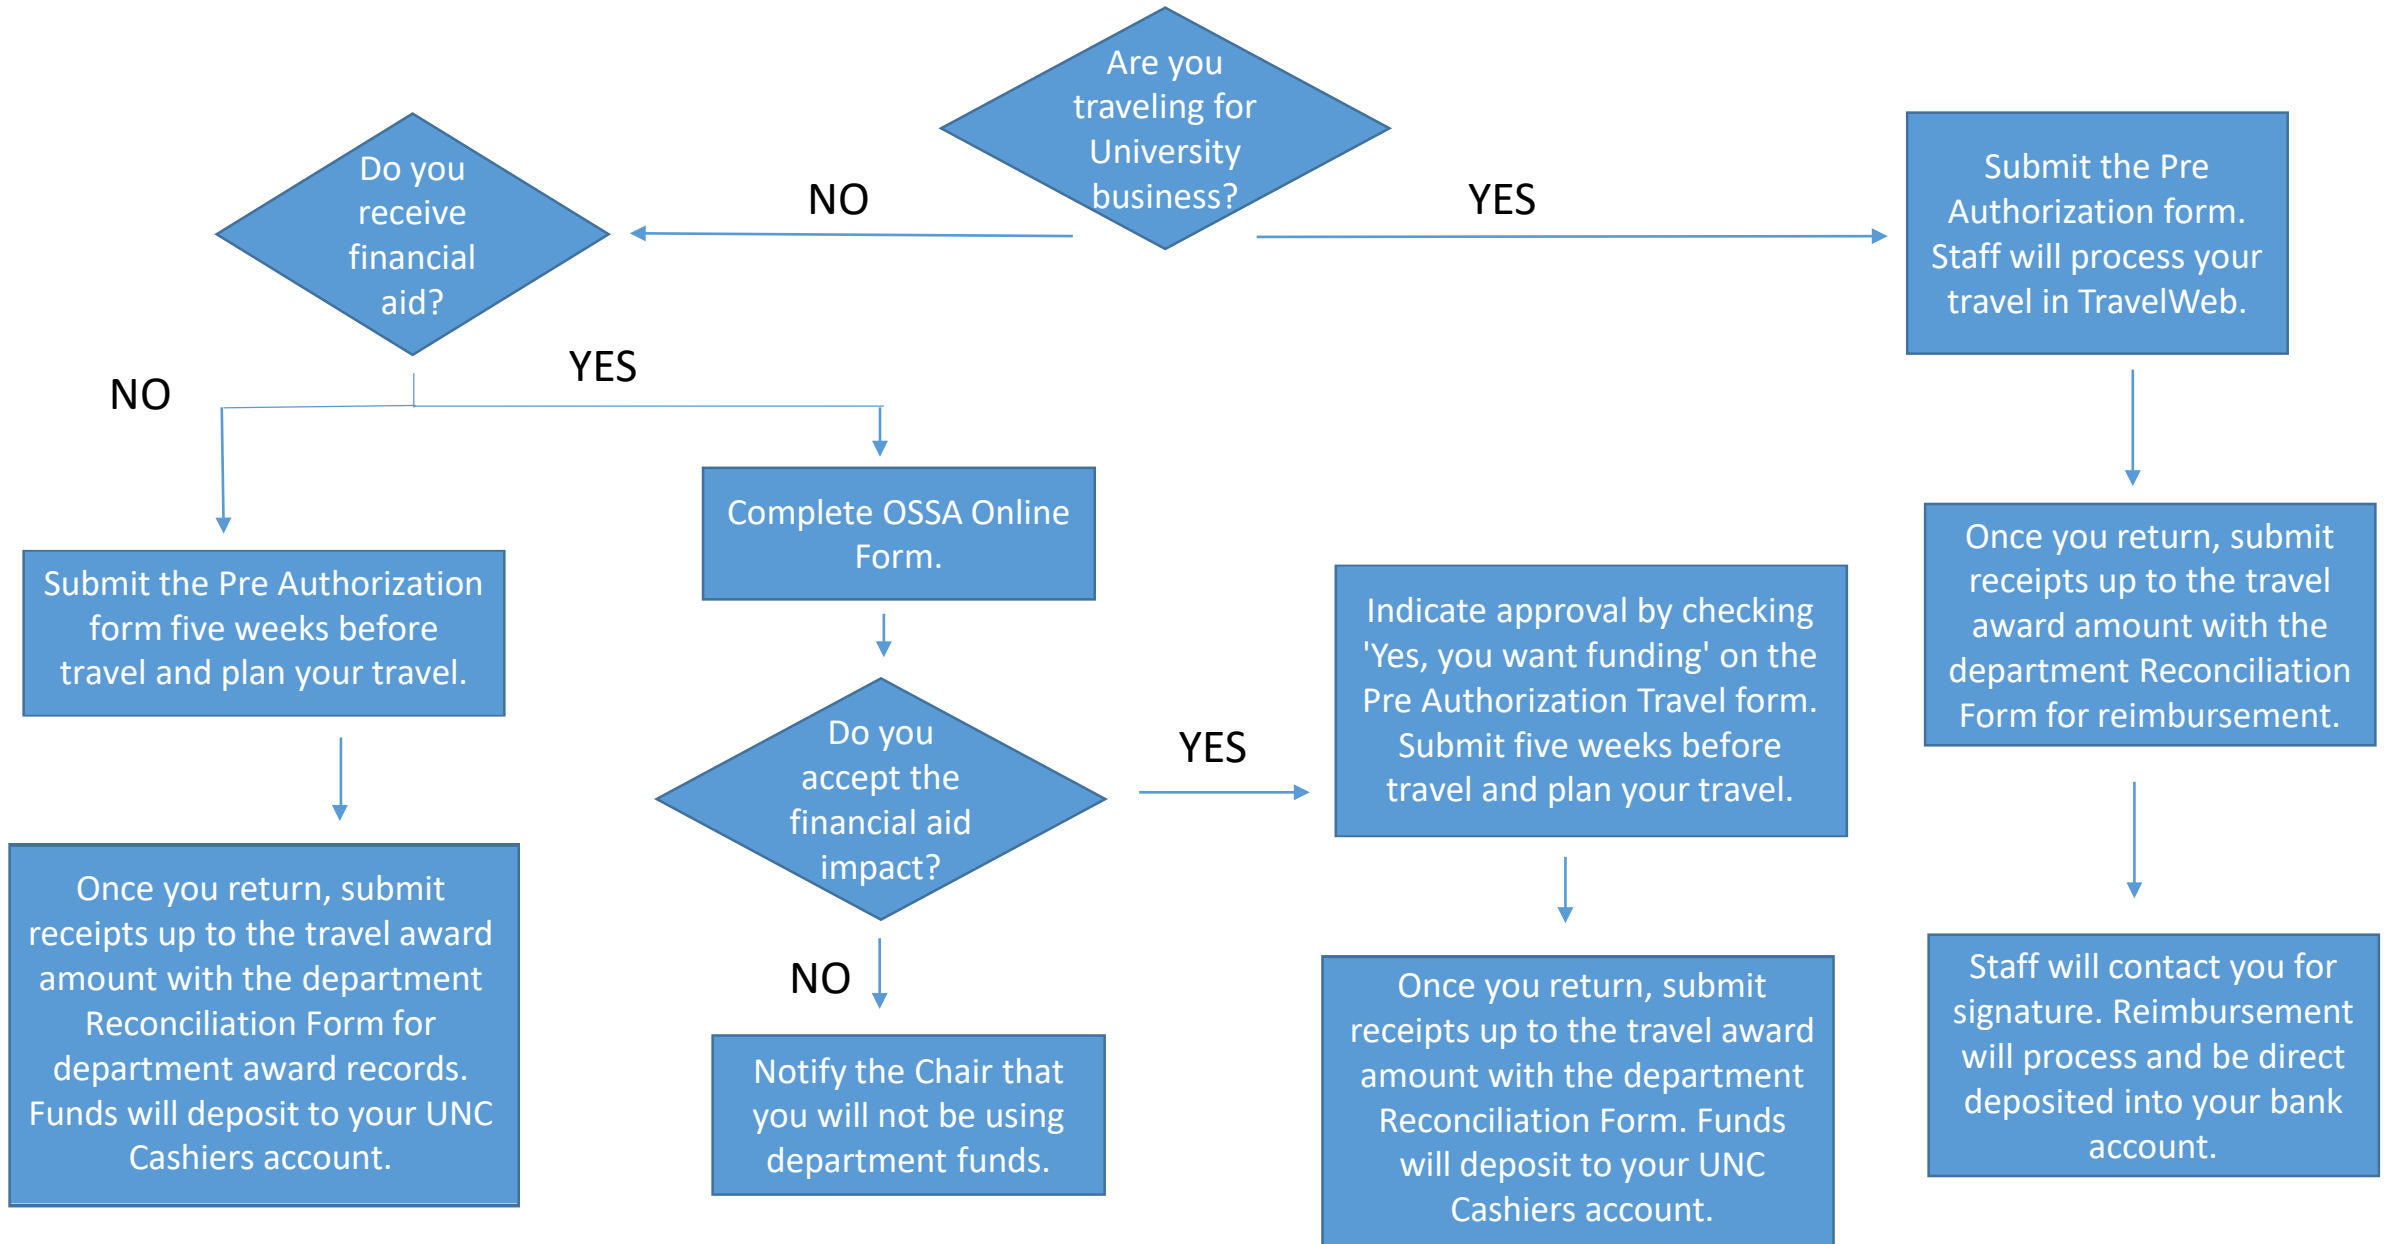 Are you
traveling for
University
business?
NO
YES
Do you
receive
financial
aid?
Submit the Pre
Authorization form.
Staff will process your
travel in TravelWeb.
NO
YES
Submit the Pre Authorization
form five weeks before
travel and plan your travel.
Once you return, submit
receipts up to the travel award
amount with the department
Reconciliation Form for
department award records.
Funds will deposit to your UNC
Cashiers account.
Complete OSSA Online
Form.
Do you
accept the
financial aid
impact?
YES
NO
Notify the Chair that
you will not be using
department funds.
Indicate approval by checking
'Yes, you want funding' on the
Pre Authorization Travel form.
Submit five weeks before
travel and plan your travel.
Once you return, submit
receipts up to the travel award
amount with the department
Reconciliation Form. Funds
will deposit to your UNC
Cashiers account.
Once you return, submit
receipts up to the travel
award amount with the
department Reconciliation
Form for reimbursement.
Staff will contact you for
signature. Reimbursement
will process and be direct
deposited into your bank
account.